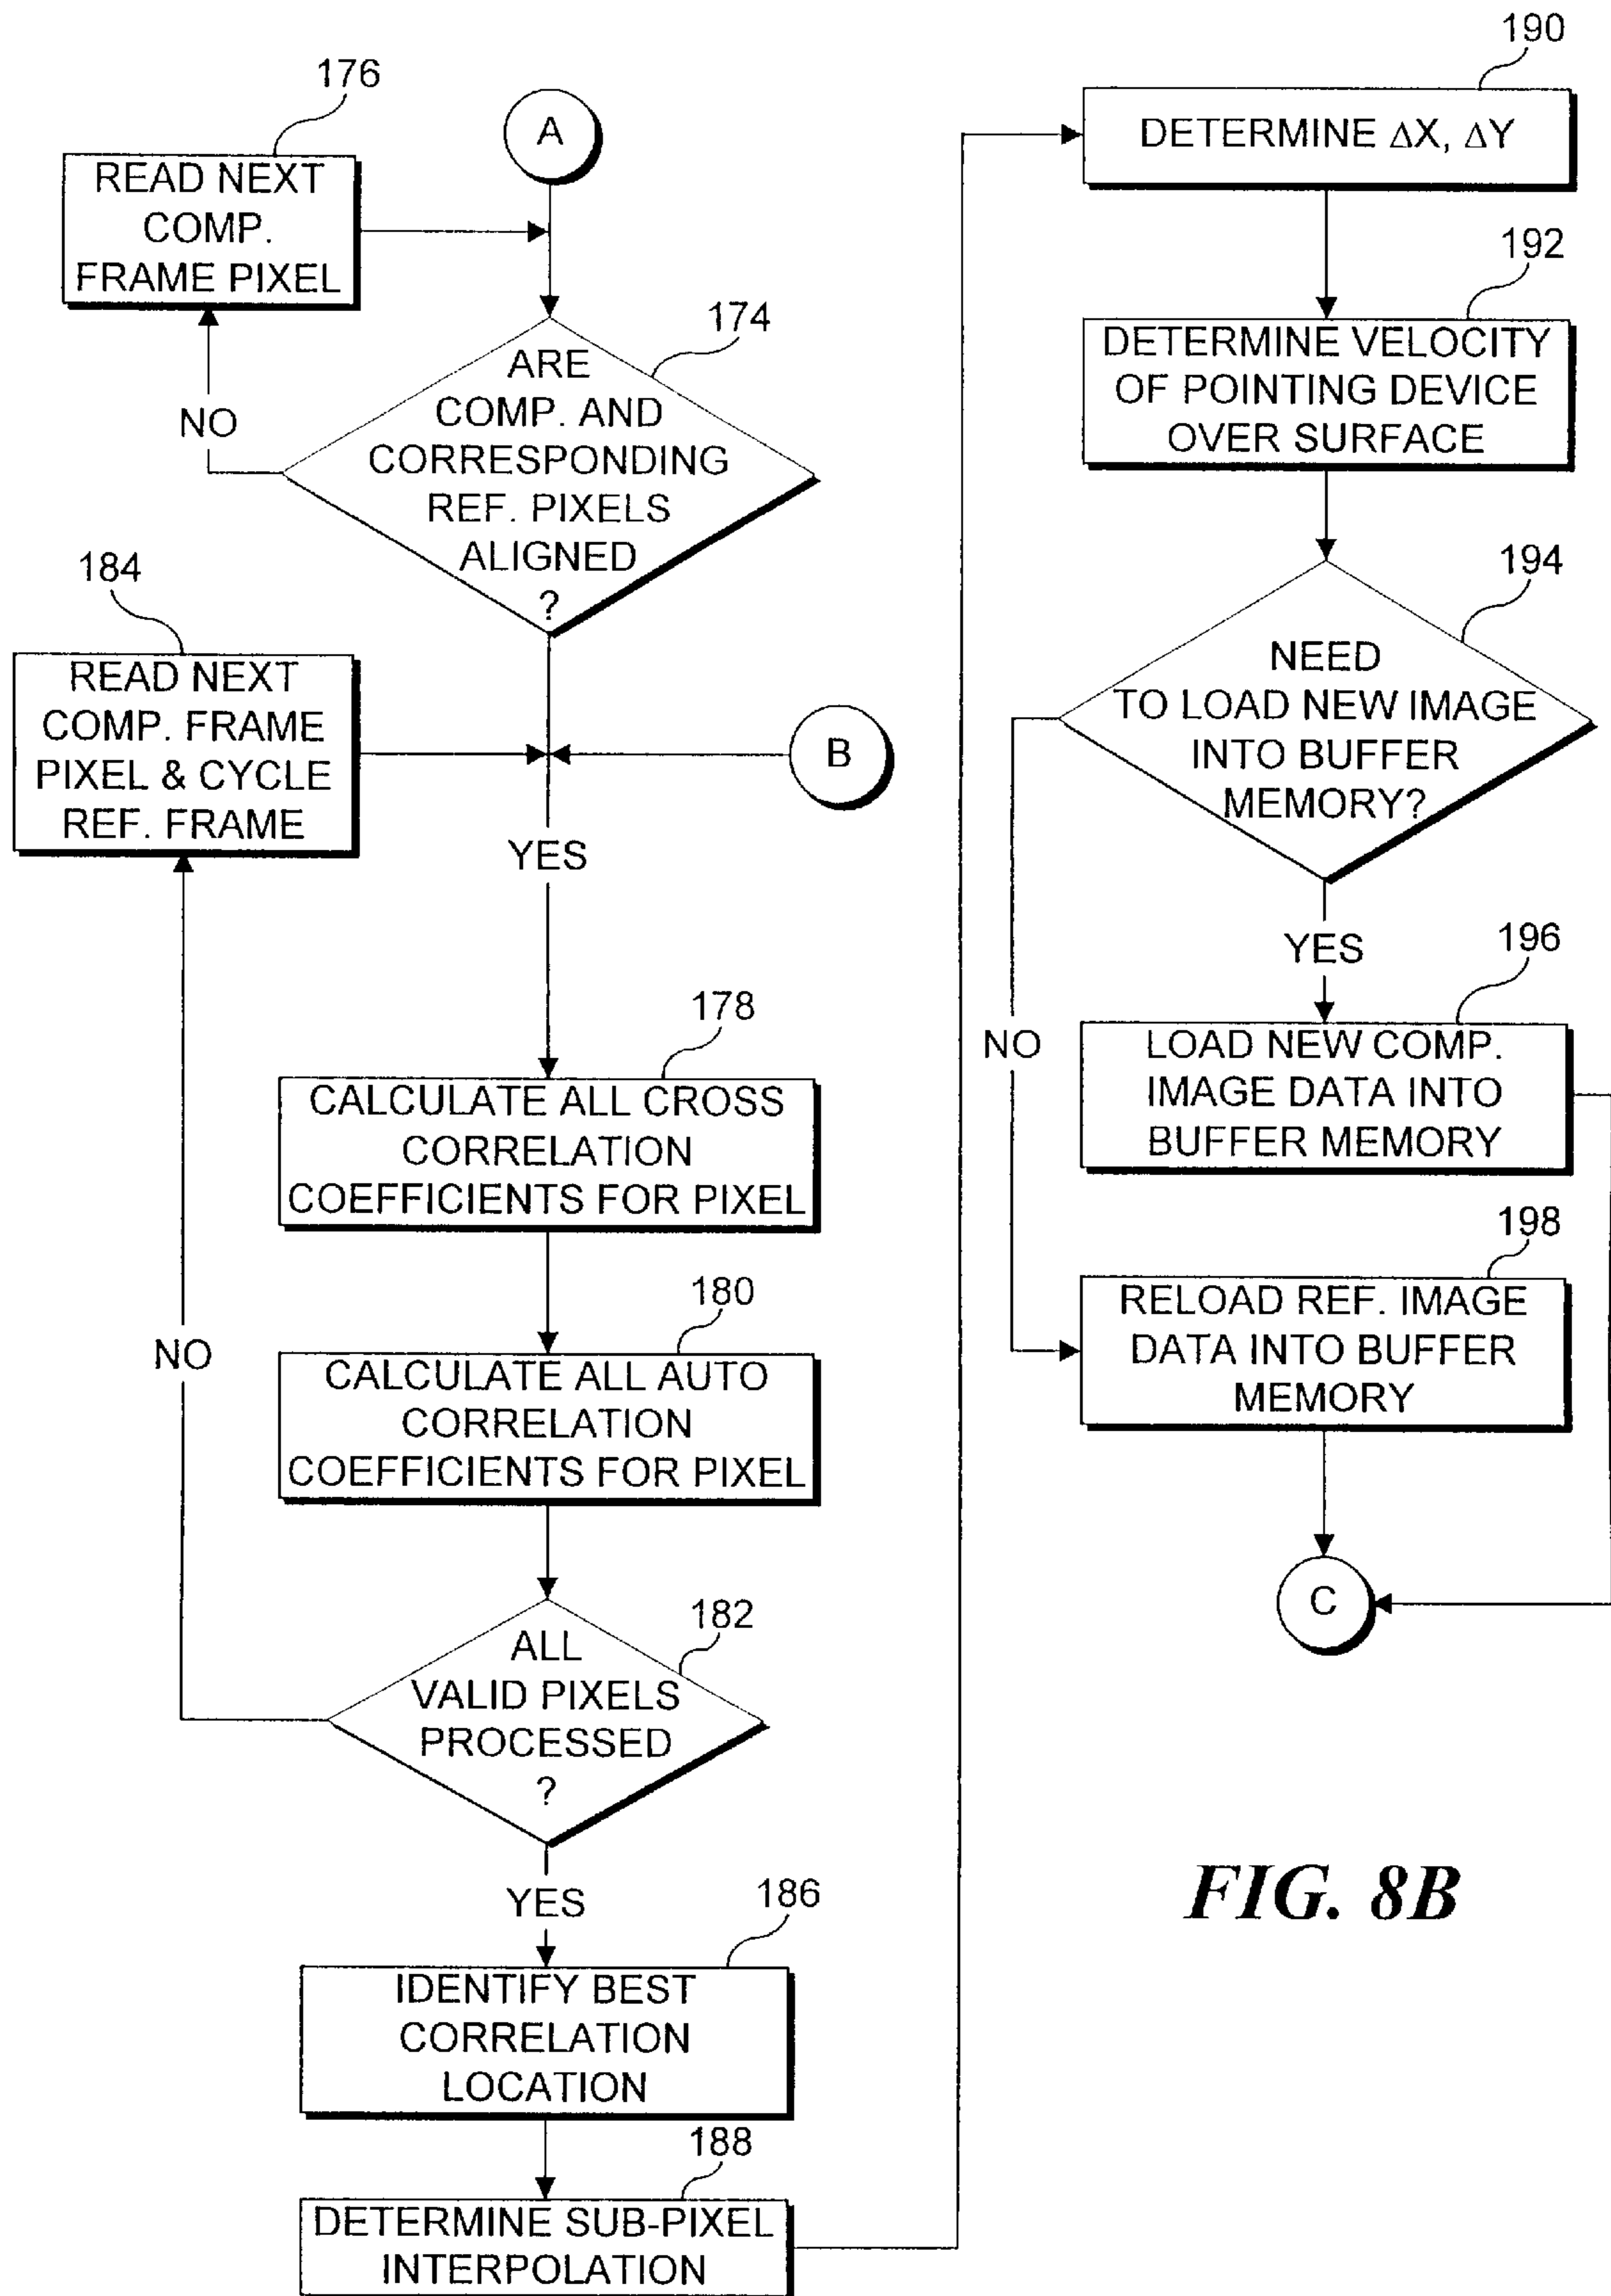 176
A
READ NEXT
COMP.
FRAME PIXEL
174
ARE
COMP. AND
CORRESPONDING
REF. PIXELS
ALIGNED
?
NO
184
READ NEXT
COMP. FRAME
PIXEL & CYCLE
REF. FRAME
B
YES
178
CALCULATE ALL CROSS
CORRELATION
COEFFICIENTS FOR PIXEL
180
CALCULATE ALL AUTO
CORRELATION
COEFFICIENTS FOR PIXEL
NO
182
ALL
VALID PIXELS
PROCESSED
?
YES
186
IDENTIFY BEST
CORRELATION
LOCATION
188
DETERMINE SUB-PIXEL
INTERPOLATION
190
DETERMINE ΔX, ΔY
192
DETERMINE VELOCITY
OF POINTING DEVICE
OVER SURFACE
194
NEED
TO LOAD NEW IMAGE
INTO BUFFER
MEMORY?
YES
196
NO
LOAD NEW COMP.
IMAGE DATA INTO
BUFFER MEMORY
198
RELOAD REF. IMAGE
DATA INTO BUFFER
MEMORY
C
FIG. 8B